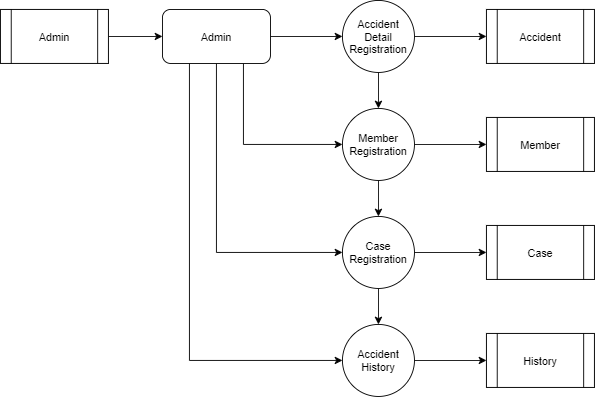 Admin
Admin
Accident
Detail
Registration
Accident
Member
Registration
Member
Case
Registration
Case
Accident
History
History